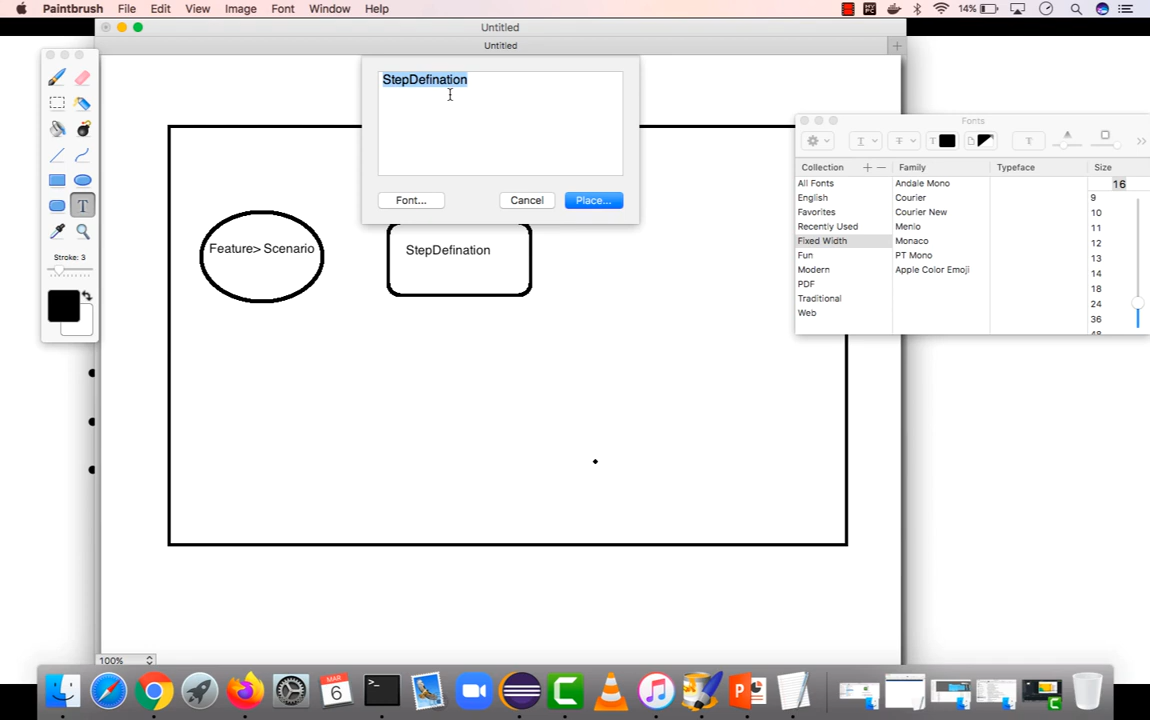 Paintbrush File Edit View Image Font Window Help 14%
Untitled
Untitled
StepDefination
Font... Cancel Place...
Fonts
Collection Family Typeface Size
16
All Fonts Andale Mono 9
English Courier 10
Favorites Courier New 11
Recently Used Menlo 12
Fixed Width Monaco 13
Fun PT Mono 14
Modern Apple Color Emoji 18
PDF 24
Traditional 36
Web 48
Stroke: 3
Feature> Scenario
StepDefination
100%
MAR
6